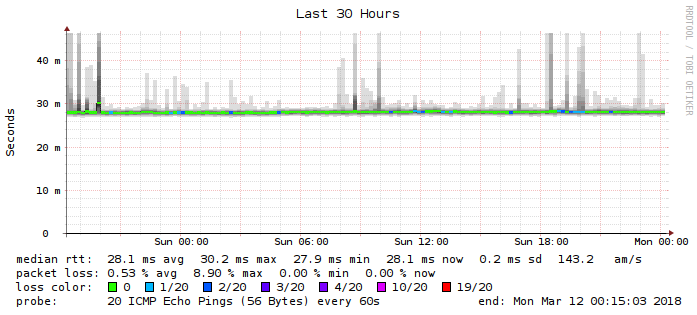 Last 30 Hours
RRDTOOL / TOBI OETIKER
Seconds
40 m
30 m
20 m
10 m
0
Sun 00:00 Sun 06:00 Sun 12:00 Sun 18:00 Mon 00:00
median rtt: 28.1 ms avg 30.2 ms max 27.9 ms min 28.1 ms now 0.2 ms sd 143.2 am/s
packet loss: 0.53 % avg 8.90 % max 0.00 % min 0.00 % now
loss color: 0 1/20 2/20 3/20 4/20 10/20 19/20
probe: 20 ICMP Echo Pings (56 Bytes) every 60s end: Mon Mar 12 00:15:03 2018